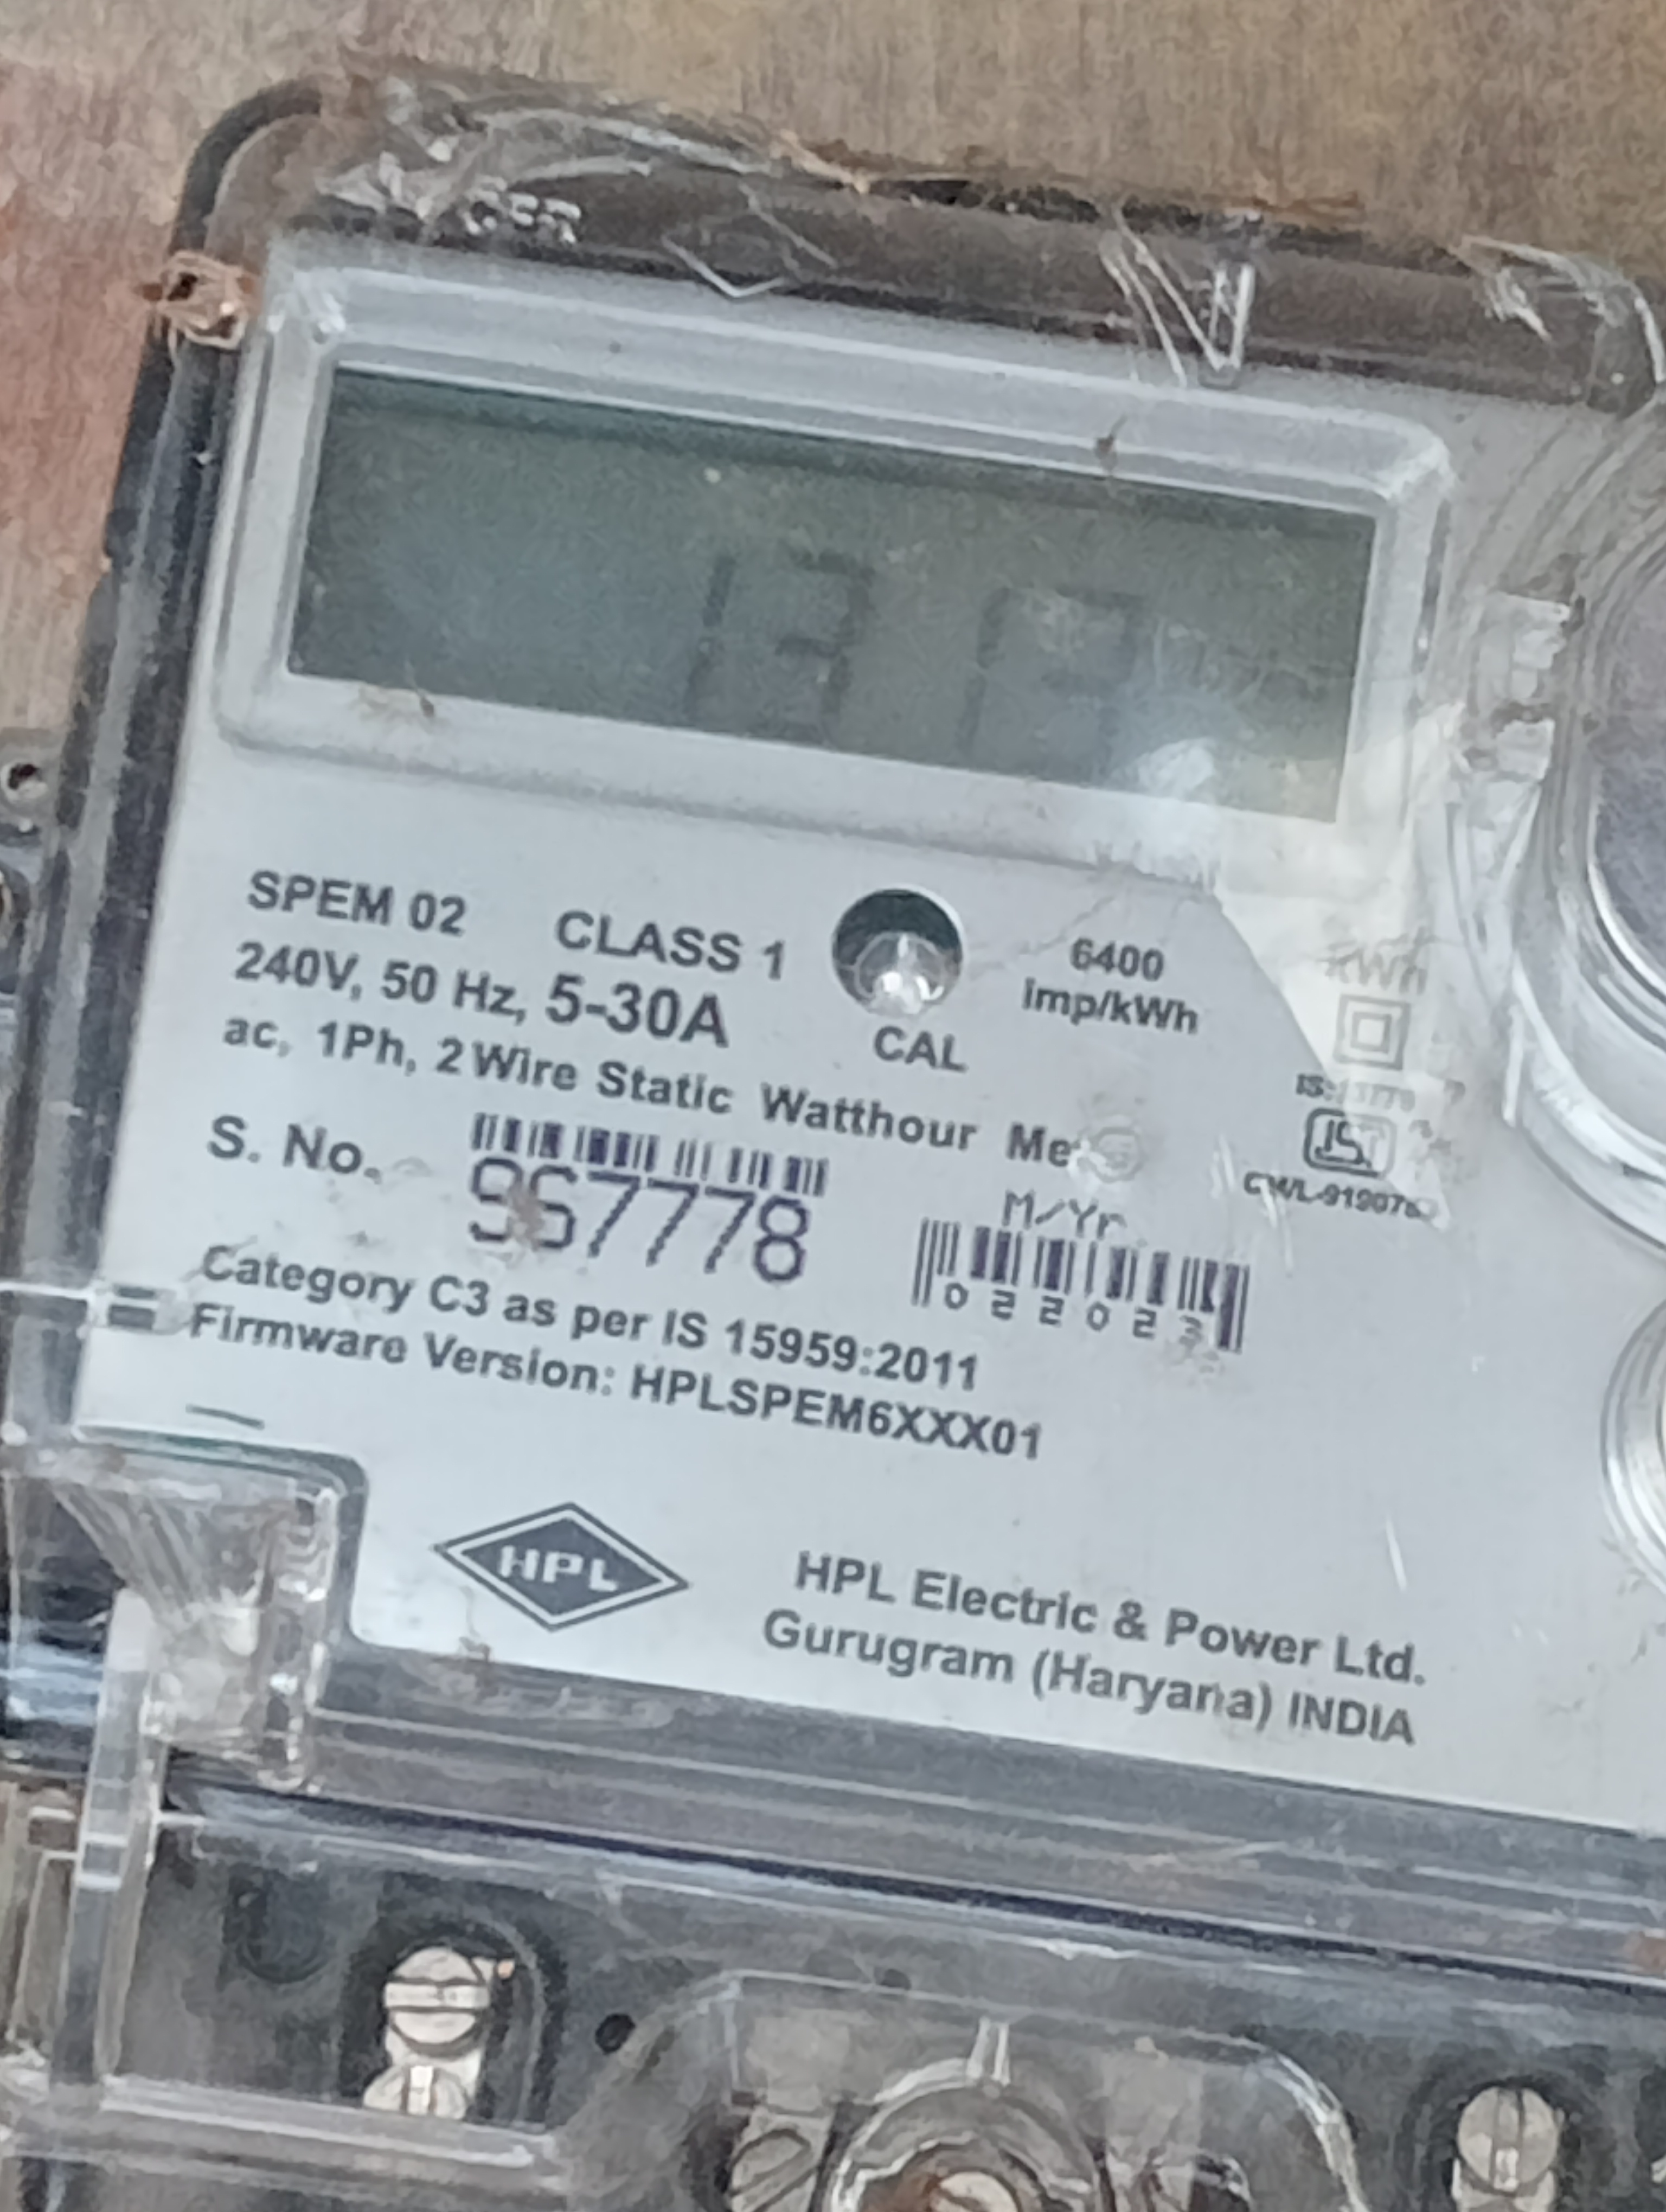 SPEM 02 CLASS 1
240V, 50 Hz, 5-30A
ac, 1Ph, 2 Wire Static Watthour
CAL
6400
imp/kWh
kWh
S. No.
967778
M/Yr
022023
Category C3 as per IS 15959:2011
Firmware Version: HPLSPEM6XXX01
HPL
HPL Electric & Power Ltd.
Gurugram (Haryana) INDIA